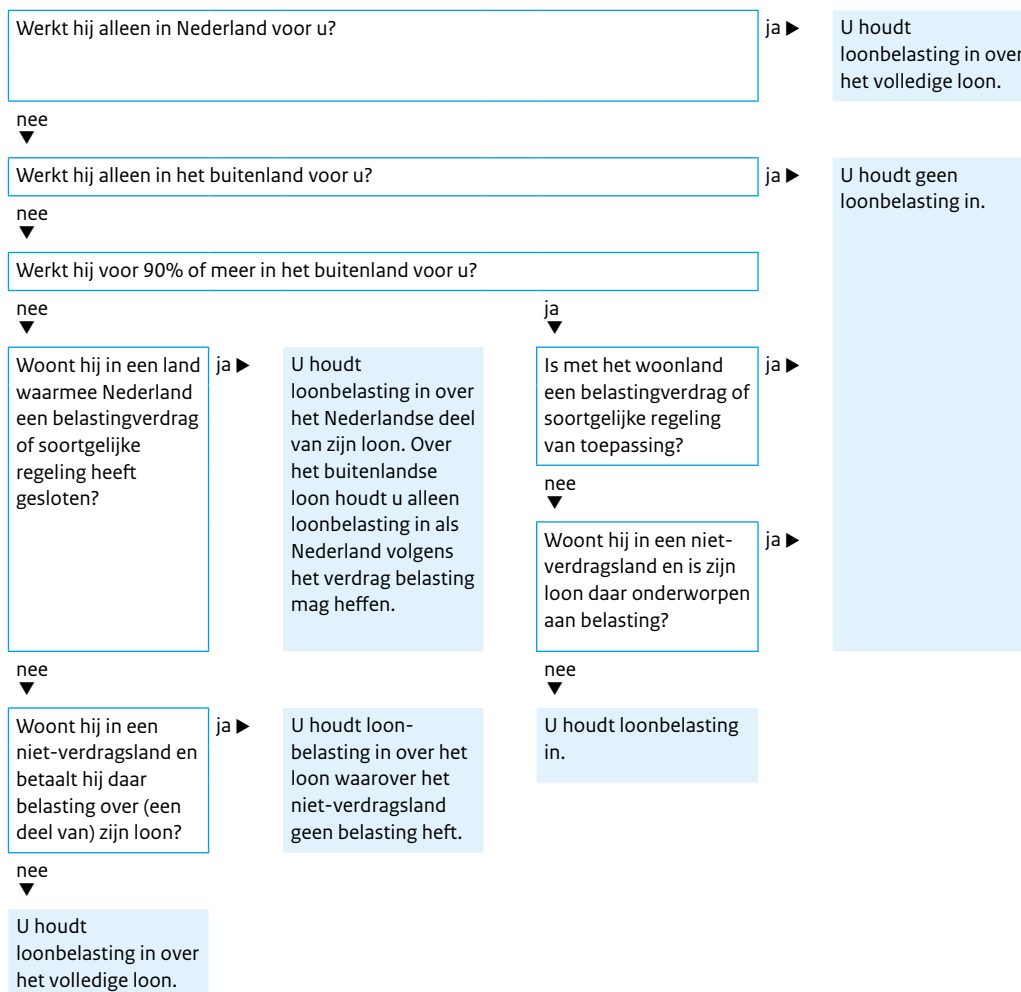 Werkt hij alleen in Nederland voor u?
ja ▶
U houdt
loonbelasting in over
het volledige loon.
nee
▼
Werkt hij alleen in het buitenland voor u?
ja ▶
U houdt geen
loonbelasting in.
nee
▼
Werkt hij voor 90% of meer in het buitenland voor u?
nee
▼
ja
▼
Woont hij in een land
waarmee Nederland
een belastingverdrag
of soortgelijke
regeling heeft
gesloten?
ja ▶
U houdt
loonbelasting in over
het Nederlandse deel
van zijn loon. Over
het buitenlandse
loon houdt u alleen
loonbelasting in als
Nederland volgens
het verdrag belasting
mag heffen.
Is met het woonland
een belastingverdrag of
soortgelijke regeling
van toepassing?
ja ▶
nee
▼
Woont hij in een niet-
verdragsland en is zijn
loon daar onderworpen
aan belasting?
ja ▶
nee
▼
nee
▼
Woont hij in een
niet-verdragsland en
betaalt hij daar
belasting over (een
deel van) zijn loon?
ja ▶
U houdt loon-
belasting in over het
loon waarover het
niet-verdragsland
geen belasting heft.
U houdt loonbelasting
in.
nee
▼
U houdt
loonbelasting in over
het volledige loon.